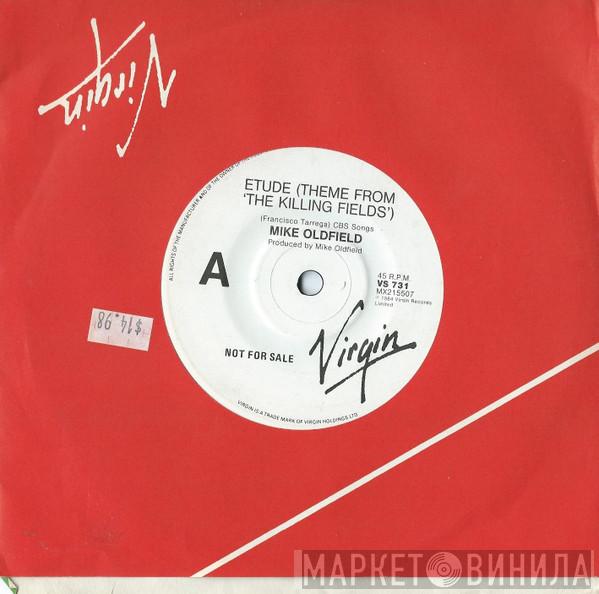 Virgin
ALL RIGHTS OF THE MANUFACTURER AND OF THE OWNER OF THE
ETUDE (THEME FROM
'THE KILLING FIELDS')
(Francisco Tarrega) CBS Songs
MIKE OLDFIELD
Produced by Mike Oldfield
A
45 R.P.M.
VS 731
MX215507
℗ 1984 Virgin Records
Limited
$14.98
NOT FOR SALE
Virgin
VIRGIN IS A TRADE MARK OF VIRGIN HOLDINGS LTD.
МАРКЕТ ВИНИЛА